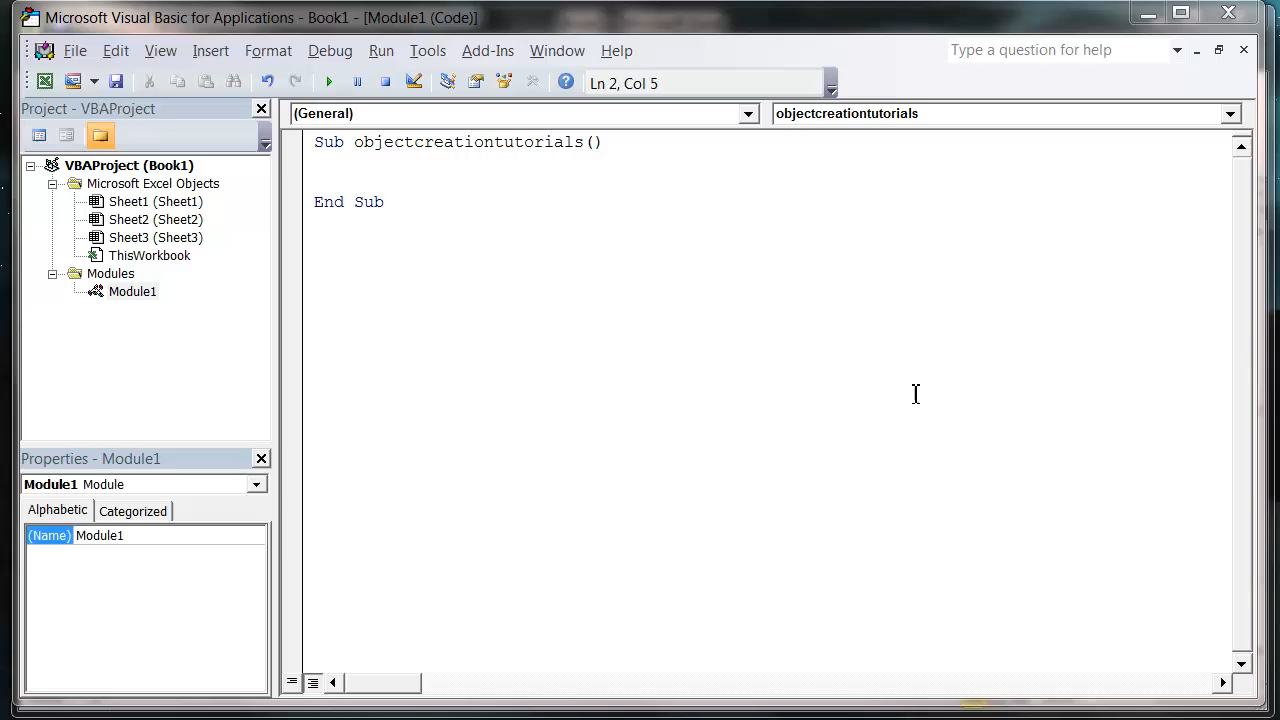 Microsoft Visual Basic for Applications - Book1 - [Module1 (Code)]
File Edit View Insert Format Debug Run Tools Add-Ins Window Help Type a question for help
Ln 2, Col 5
Project - VBAProject
(General) objectcreationtutorials
VBAProject (Book1)
Microsoft Excel Objects
Sheet1 (Sheet1)
Sheet2 (Sheet2)
Sheet3 (Sheet3)
ThisWorkbook
Modules
Module1
Sub objectcreationtutorials()
End Sub
Properties - Module1
Module1 Module
Alphabetic Categorized
(Name) Module1